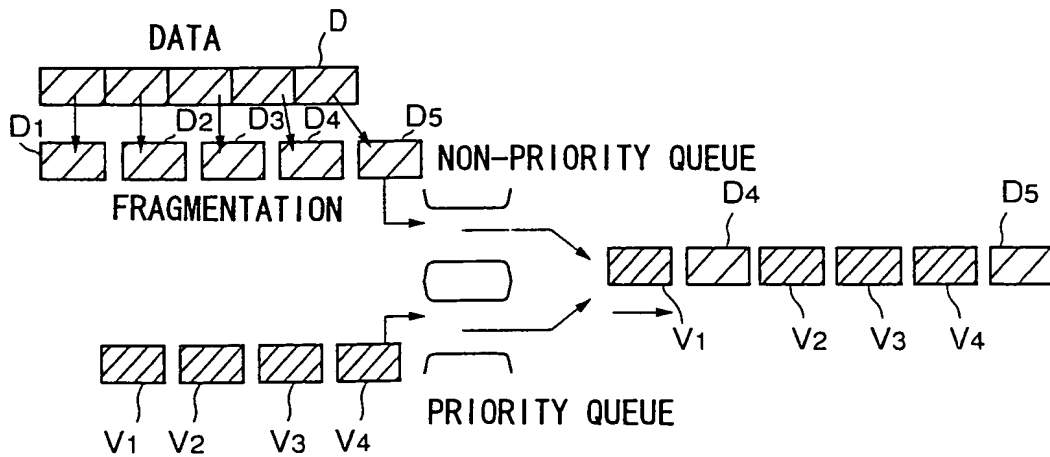 DATA D
D1 D2 D3 D4 D5
NON-PRIORITY QUEUE
FRAGMENTATION
D4 D5
V1 V2 V3 V4
PRIORITY QUEUE
V1 V2 V3 V4